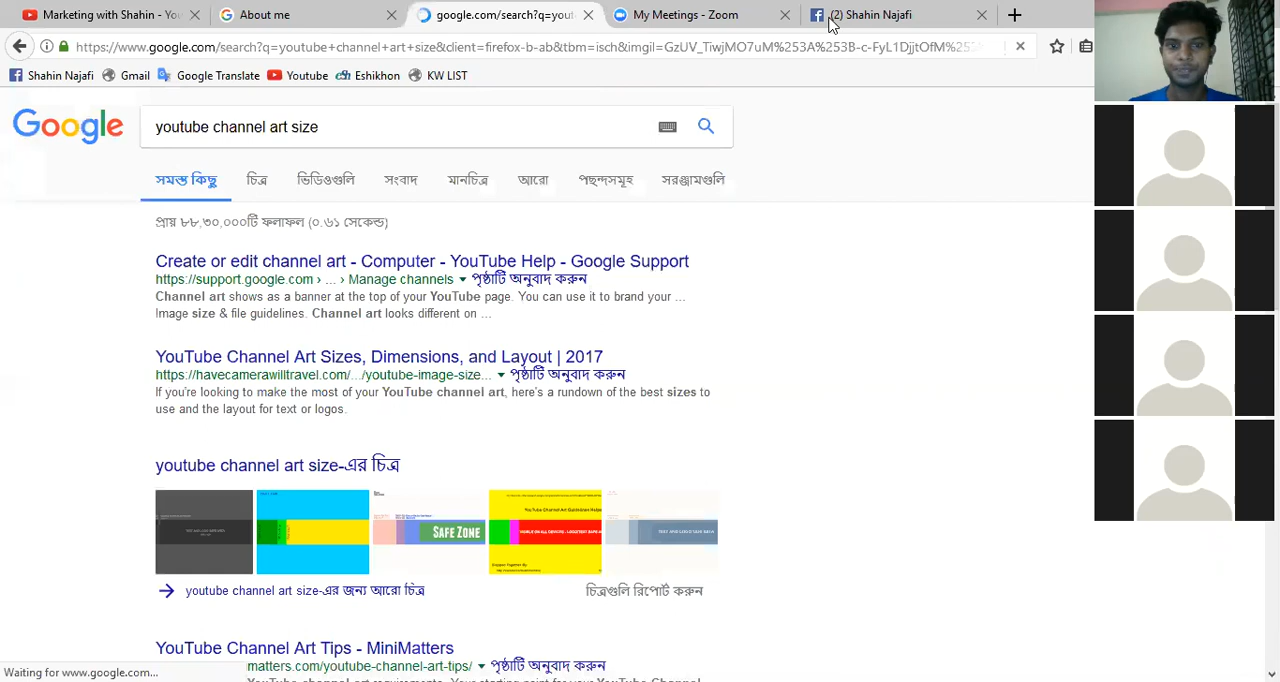 Marketing with Shahin - You
About me
google.com/search?q=yout
My Meetings - Zoom
(2) Shahin Najafi
https://www.google.com/search?q=youtube+channel+art+size&client=firefox-b-ab&tbm=isch&imgil=GzUV_TiwjMO7uM%253A%253B-c-FyL1DjjtOfM%253
Shahin Najafi
Gmail
Google Translate
Youtube
Eshikhon
KW LIST
Google
youtube channel art size
সমস্ত কিছু
চিত্র
ভিডিওগুলি
সংবাদ
মানচিত্র
আরো
পছন্দসমূহ
সরঞ্জামগুলি
প্রায় ৮৮,৩০,০০০টি ফলাফল (০.৬১ সেকেন্ড)
Create or edit channel art - Computer - YouTube Help - Google Support
https://support.google.com › ... › Manage channels ▼ পৃষ্ঠাটি অনুবাদ করুন
Channel art shows as a banner at the top of your YouTube page. You can use it to brand your ...
Image size & file guidelines. Channel art looks different on ...
YouTube Channel Art Sizes, Dimensions, and Layout | 2017
https://havecamerawilltravel.com/.../youtube-image-size... ▼ পৃষ্ঠাটি অনুবাদ করুন
If you're looking to make the most of your YouTube channel art, here's a rundown of the best sizes to
use and the layout for text or logos.
youtube channel art size-এর চিত্র
SAFE ZONE
youtube channel art size-এর জন্য আরো চিত্র
চিত্রগুলি রিপোর্ট করুন
YouTube Channel Art Tips - MiniMatters
matters.com/youtube-channel-art-tips/ ▼ পৃষ্ঠাটি অনুবাদ করুন
Waiting for www.google.com...